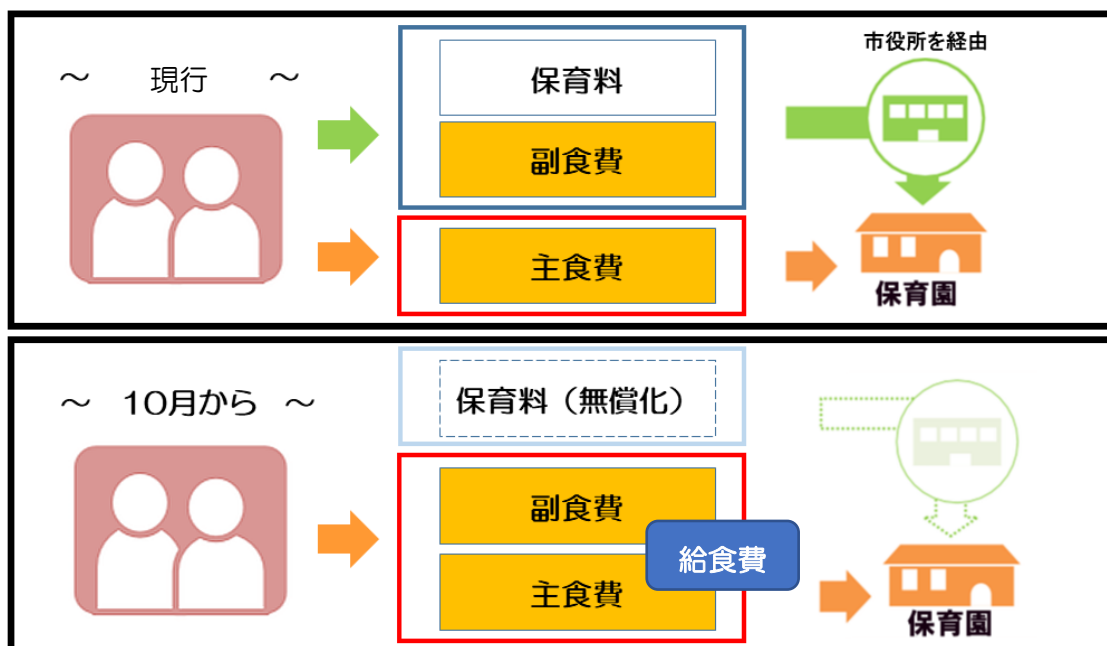 市役所を経由
～ 現行 ～
保育料
副食費
主食費
保育園
～ 10月から ～
保育料（無償化）
副食費
給食費
主食費
保育園